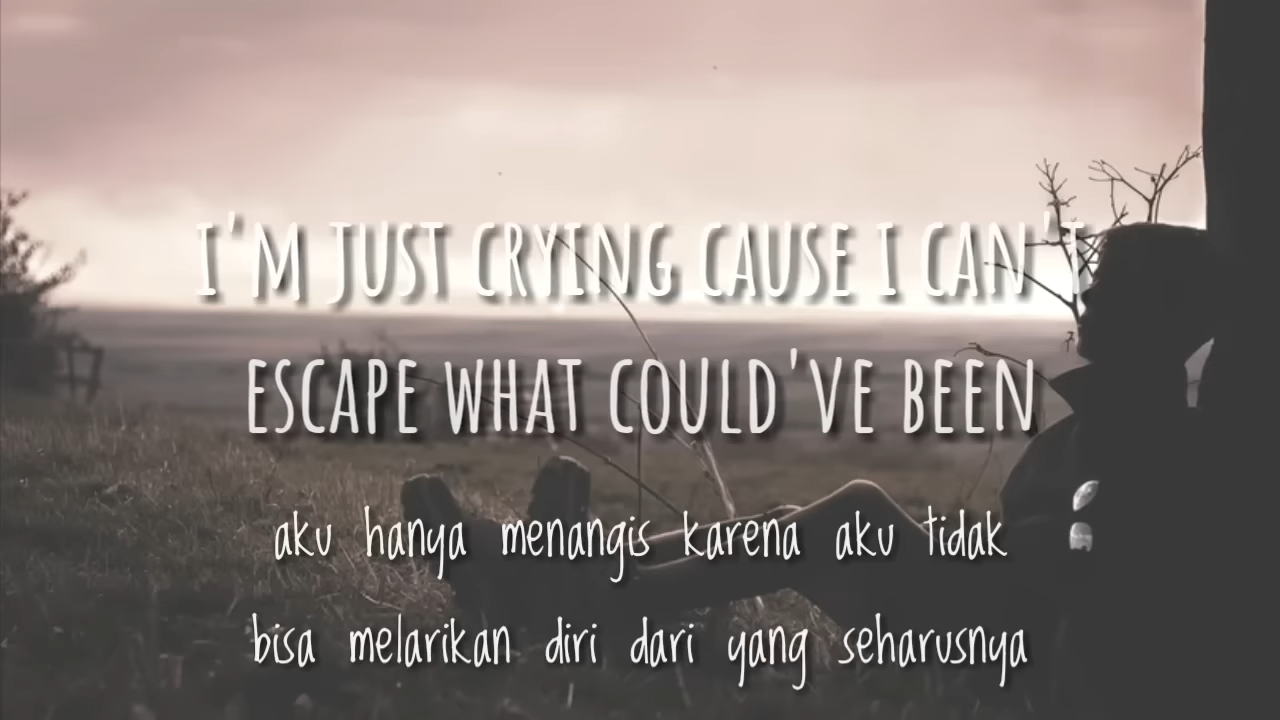 I'M JUST CRYING CAUSE I CAN'T
ESCAPE WHAT COULD'VE BEEN
aku hanya menangis karena aku tidak
bisa melarikan diri dari yang seharusnya